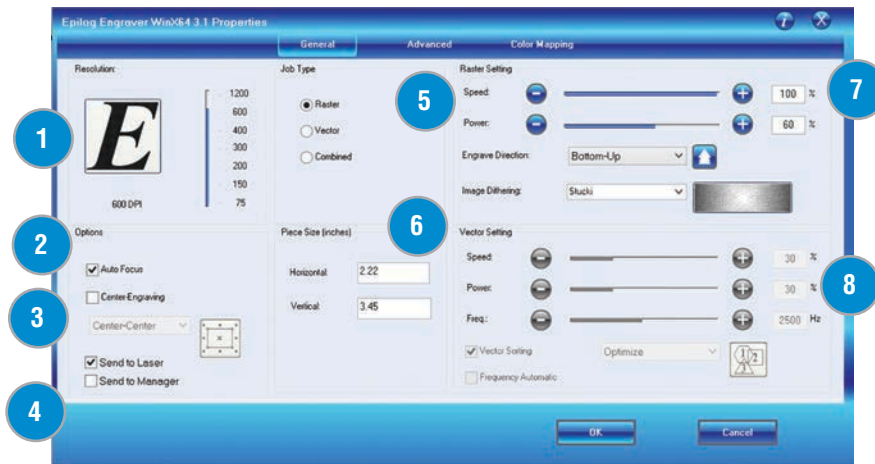 Epilog Engraver WinX64 3.1 Properties
General Advanced Color Mapping
Resolution:
E
1200
600
400
300
200
150
75
600 DPI
1
Job Type
Raster
Vector
Combined
5
Raster Setting
Speed: 100 %
Power: 60 %
7
Engrave Direction: Bottom-Up
Image Dithering: Stucki
2
Options
Auto Focus
Center-Engraving
3
Center-Center
Send to Laser
Send to Manager
4
6
Piece Size (inches)
Horizontal: 2.22
Vertical: 3.45
Vector Setting
Speed: 30 %
Power: 30 %
8
Freq.: 2500 Hz
Vector Sorting Optimize
1 2 3
Frequency Automatic
OK Cancel